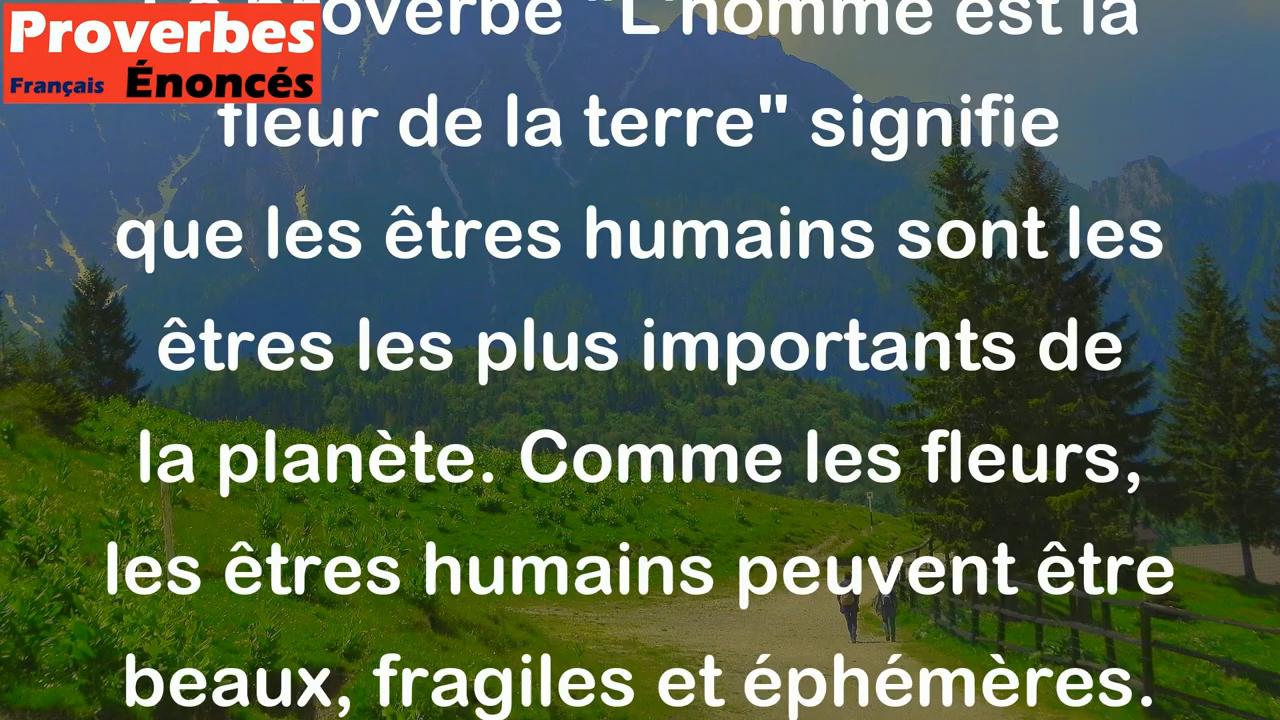 Proverbes
Français Énoncés
proverbe "L'homme est la
fleur de la terre" signifie
que les êtres humains sont les
êtres les plus importants de
la planète. Comme les fleurs,
les êtres humains peuvent être
beaux, fragiles et éphémères.